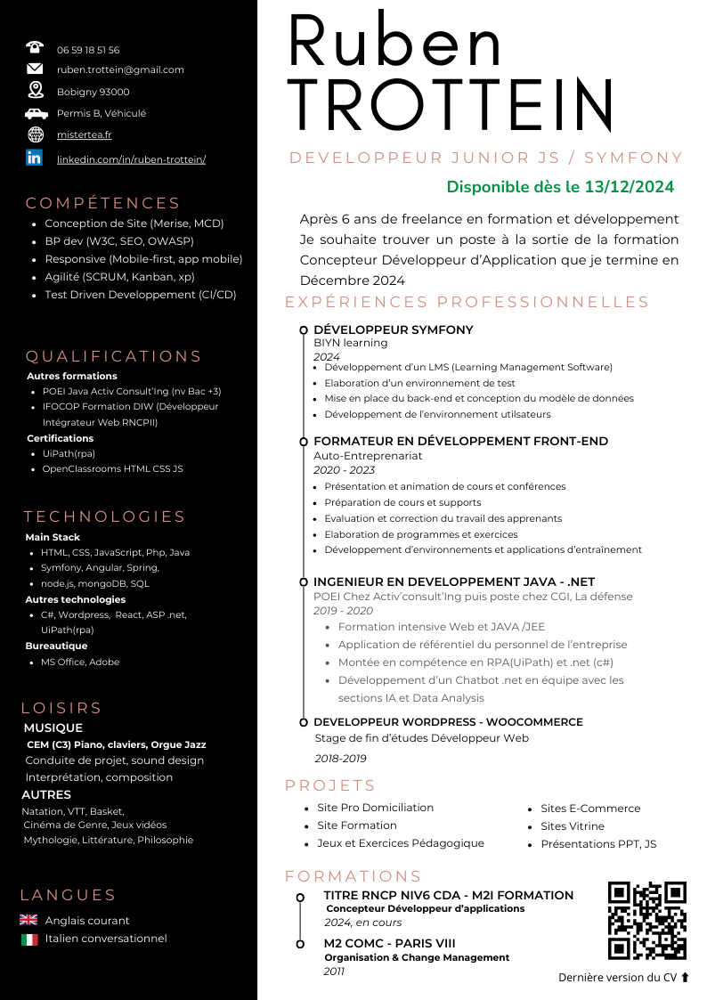 06 59 18 51 56
ruben.trottein@gmail.com
Bobigny 93000
Permis B, Véhiculé
mistertea.fr
linkedin.com/in/ruben-trottein/
COMPÉTENCES
Conception de Site (Merise, MCD)
BP dev (W3C, SEO, OWASP)
Responsive (Mobile-first, app mobile)
Agilité (SCRUM, Kanban, xp)
Test Driven Developpement (CI/CD)
QUALIFICATIONS
Autres formations
POEI Java Activ Consult'Ing (nv Bac +3)
IFOCOP Formation DIW (Développeur
Intégrateur Web RNCPII)
Certifications
UiPath(rpa)
OpenClassrooms HTML CSS JS
TECHNOLOGIES
Main Stack
HTML, CSS, JavaScript, Php, Java
Symfony, Angular, Spring,
node.js, mongoDB, SQL
Autres technologies
C#, Wordpress, React, ASP .net,
UiPath(rpa)
Bureautique
MS Office, Adobe
LOISIRS
MUSIQUE
CEM (C3) Piano, claviers, Orgue Jazz
Conduite de projet, sound design
Interprétation, composition
AUTRES
Natation, VTT, Basket,
Cinéma de Genre, Jeux vidéos
Mythologie, Littérature, Philosophie
LANGUES
Anglais courant
Italien conversationnel
Ruben
TROTTEIN
DEVELOPPEUR JUNIOR JS / SYMFONY
Disponible dès le 13/12/2024
Après 6 ans de freelance en formation et développement
Je souhaite trouver un poste à la sortie de la formation
Concepteur Développeur d'Application que je termine en
Décembre 2024
EXPÉRIENCES PROFESSIONNELLES
DÉVELOPPEUR SYMFONY
BIYN learning
2024
Développement d'un LMS (Learning Management Software)
Elaboration d'un environnement de test
Mise en place du back-end et conception du modèle de données
Développement de l'environnement utilsateurs
FORMATEUR EN DÉVELOPPEMENT FRONT-END
Auto-Entreprenariat
2020 - 2023
Présentation et animation de cours et conférences
Préparation de cours et supports
Evaluation et correction du travail des apprenants
Elaboration de programmes et exercices
Développement d'environnements et applications d'entraînement
INGENIEUR EN DEVELOPPEMENT JAVA - .NET
POEI Chez Activ'consult'Ing puis poste chez CGI, La défense
2019 - 2020
Formation intensive Web et JAVA /JEE
Application de référentiel du personnel de l'entreprise
Montée en compétence en RPA(UiPath) et .net (c#)
Développement d'un Chatbot .net en équipe avec les
sections IA et Data Analysis
DEVELOPPEUR WORDPRESS - WOOCOMMERCE
Stage de fin d'études Développeur Web
2018-2019
PROJETS
Site Pro Domiciliation
Site Formation
Jeux et Exercices Pédagogique
Sites E-Commerce
Sites Vitrine
Présentations PPT, JS
FORMATIONS
TITRE RNCP NIV6 CDA - M2I FORMATION
Concepteur Développeur d'applications
2024, en cours
M2 COMC - PARIS VIII
Organisation & Change Management
2011
Dernière version du CV